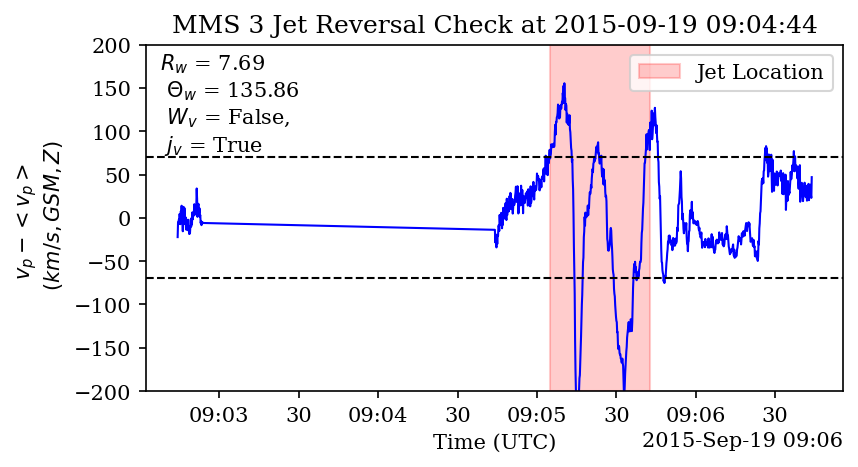 MMS 3 Jet Reversal Check at 2015-09-19 09:04:44
R_w = 7.69
Θ_w = 135.86
W_v = False,
j_v = True
Jet Location
v_p − < v_p >
(km/s, GSM, Z)
200
150
100
50
0
−50
−100
−150
−200
09:03 30 09:04 30 09:05 30 09:06 30
Time (UTC)
2015-Sep-19 09:06